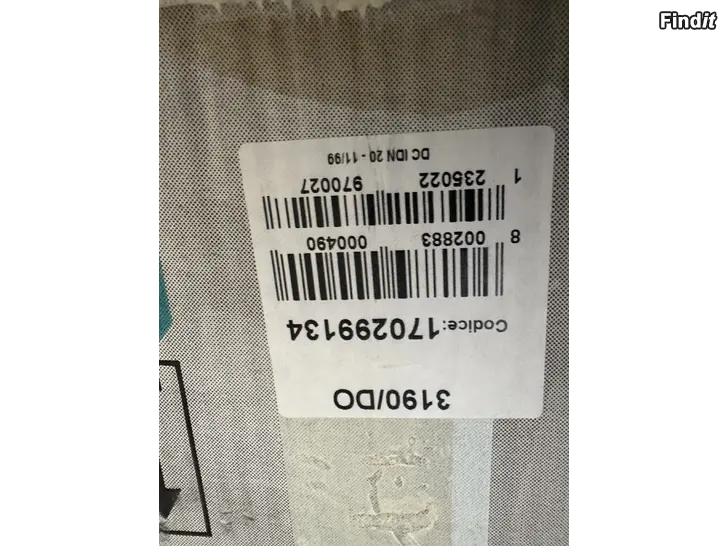 Findit
3190/DO
Codice:170299134
8 002883 000490
1 235022 970027
DC IDN 20 - 11/99